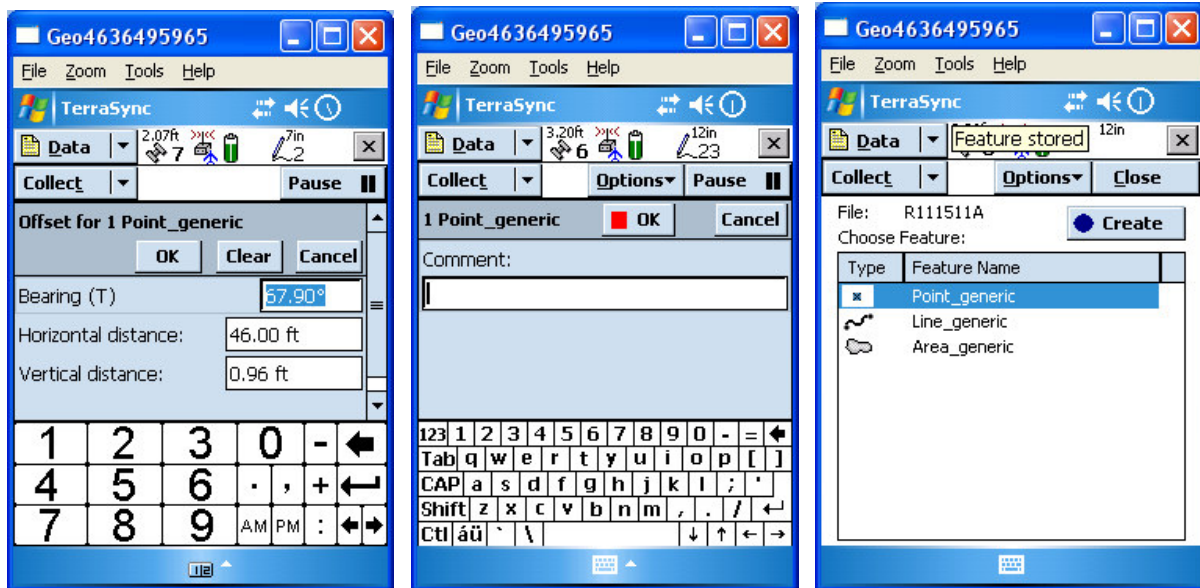 Geo4636495965
File Zoom Tools Help
TerraSync
Data 2.07ft 7 7in 2
Collect Pause
Offset for 1 Point_generic
OK Clear Cancel
Bearing (T) 67.90°
Horizontal distance: 46.00 ft
Vertical distance: 0.96 ft
1 2 3 0 -
4 5 6 . , +
7 8 9 AM PM :
Geo4636495965
File Zoom Tools Help
TerraSync
Data 3.20ft 6 12in 23
Collect Options Pause
1 Point_generic OK Cancel
Comment:
123 1 2 3 4 5 6 7 8 9 0 - =
Tab q w e r t y u i o p [ ]
CAP a s d f g h j k l ; '
Shift z x c v b n m , . /
Ctl áü ` \
Geo4636495965
File Zoom Tools Help
TerraSync
Data Feature stored 12in
Collect Options Close
File: R111511A
Create
Choose Feature:
Type Feature Name
Point_generic
Line_generic
Area_generic